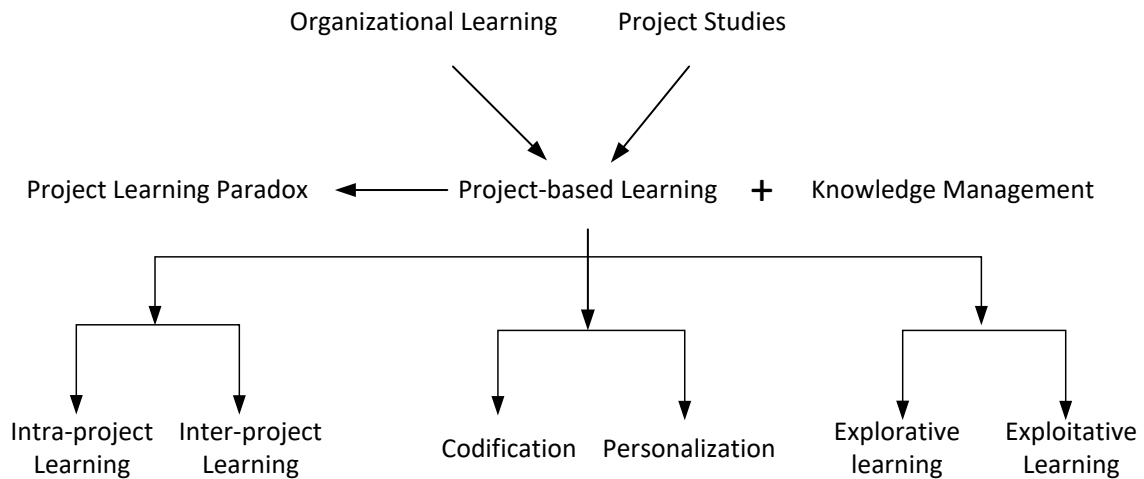 Organizational Learning Project Studies
Project Learning Paradox Project-based Learning + Knowledge Management
Intra-project Learning
Inter-project Learning
Codification
Personalization
Explorative learning
Exploitative Learning